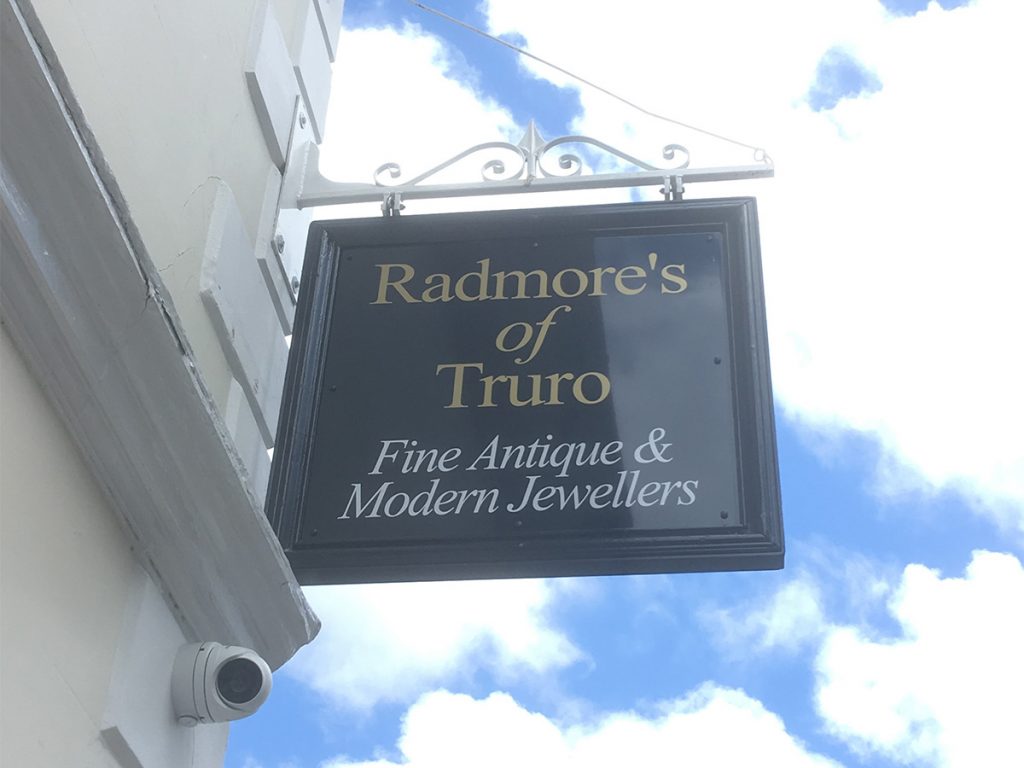 Radmore's
of
Truro
Fine Antique &
Modern Jewellers